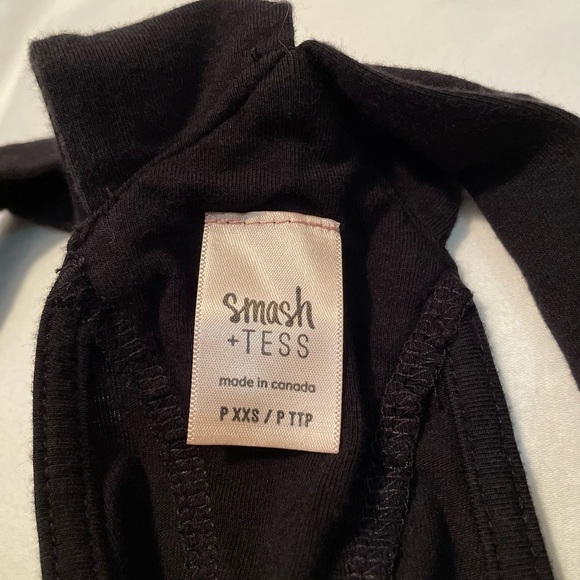 smash
+TESS
made in canada
P XXS / P TTP